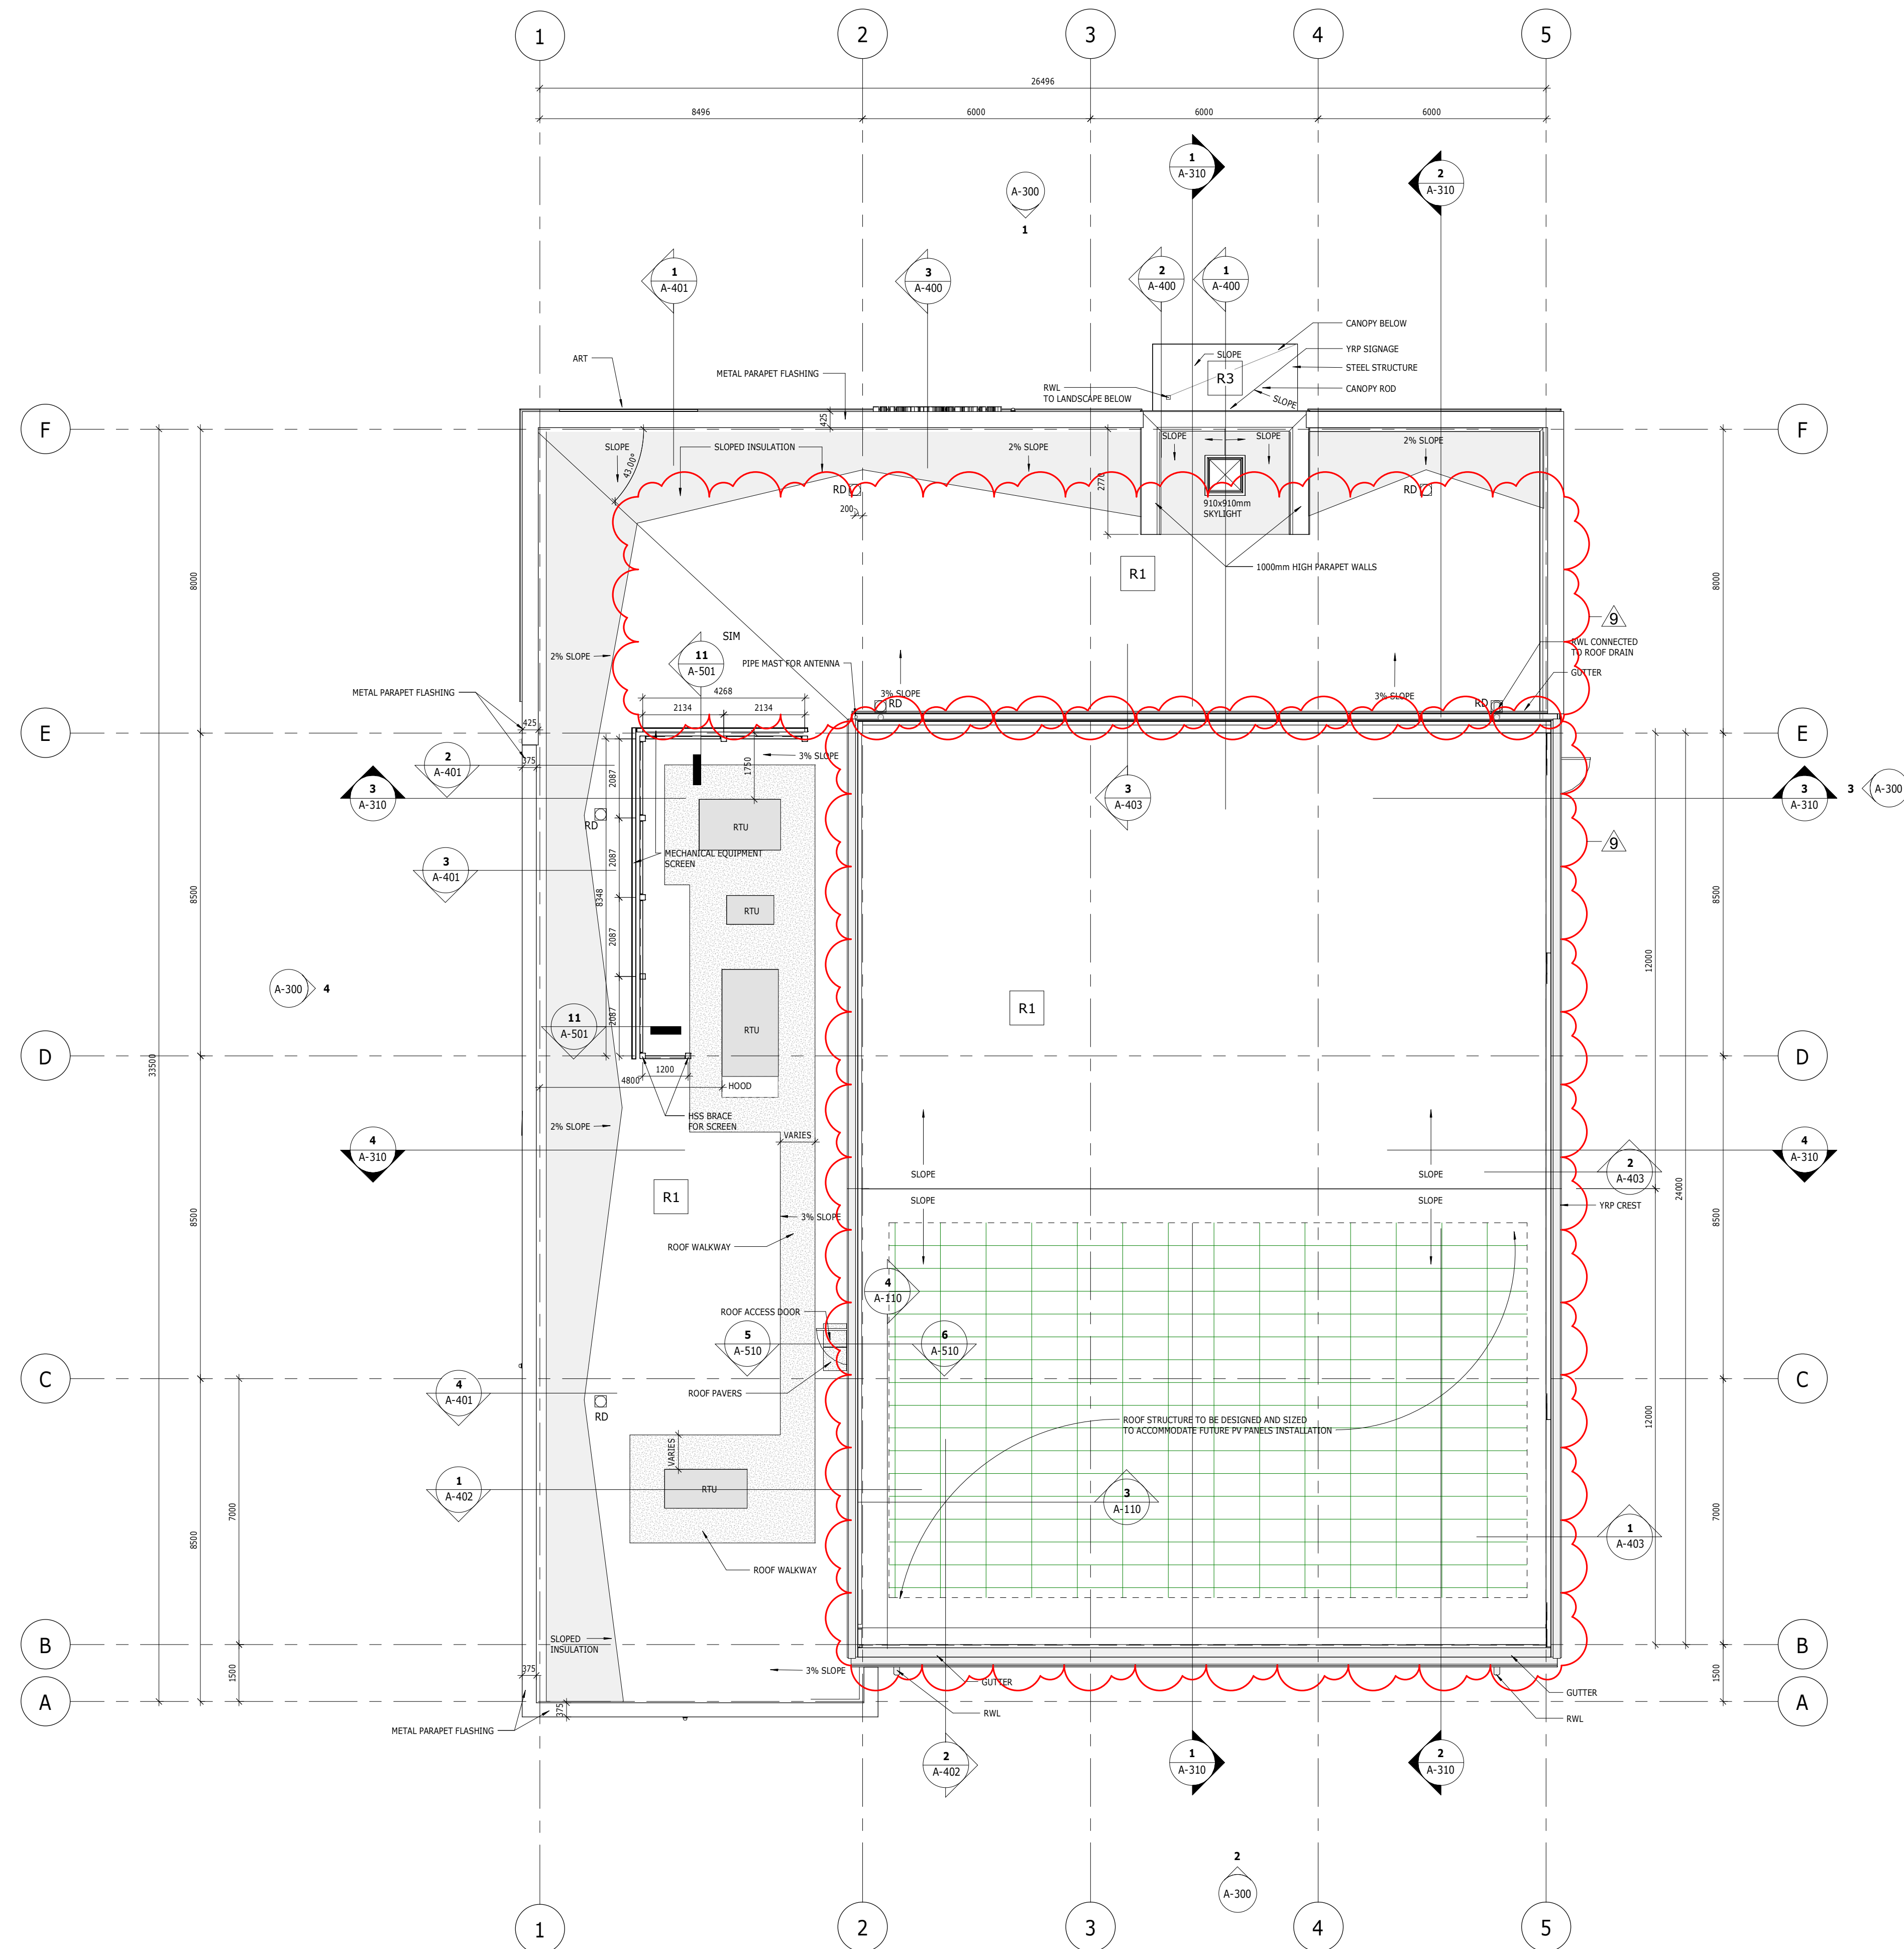 1
2
3
4
5
26496
8496
6000
6000
6000
1
A-310
2
A-310
A-300
1
1
A-401
3
A-400
2
A-400
1
A-400
CANOPY BELOW
YRP SIGNAGE
STEEL STRUCTURE
CANOPY ROD
SLOPE
R3
SLOPE
ART
METAL PARAPET FLASHING
RWL
TO LANDSCAPE BELOW
F
F
425
SLOPE
43.00°
SLOPED INSULATION
2% SLOPE
SLOPE
SLOPE
2% SLOPE
2770
RD
200
910x910mm
SKYLIGHT
RD
R1
1000mm HIGH PARAPET WALLS
8000
8000
9
SIM
11
A-501
2% SLOPE
PIPE MAST FOR ANTENNA
RWL CONNECTED
TO ROOF DRAIN
GUTTER
METAL PARAPET FLASHING
4268
2134
2134
3% SLOPE
RD
3% SLOPE
RD
425
E
E
375
2
A-401
3
A-310
3% SLOPE
1750
2087
RTU
RD
3
A-403
3
A-310
3
A-300
9
MECHANICAL EQUIPMENT
SCREEN
3
A-401
2087
8348
8500
RTU
8500
2087
12000
A-300
4
R1
11
A-501
2087
RTU
D
D
33500
1200
4800
HOOD
HSS BRACE
FOR SCREEN
2% SLOPE
VARIES
4
A-310
4
A-310
SLOPE
SLOPE
2
A-403
24000
R1
SLOPE
SLOPE
YRP CREST
3% SLOPE
8500
8500
ROOF WALKWAY
4
A-110
ROOF ACCESS DOOR
5
A-510
6
A-510
C
C
4
A-401
ROOF PAVERS
RD
ROOF STRUCTURE TO BE DESIGNED AND SIZED
TO ACCOMMODATE FUTURE PV PANELS INSTALLATION
12000
VARIES
1
A-402
RTU
3
A-110
7000
7000
8500
1
A-403
ROOF WALKWAY
B
B
SLOPED
INSULATION
375
3% SLOPE
1500
1500
GUTTER
GUTTER
A
A
375
RWL
RWL
METAL PARAPET FLASHING
2
A-402
1
A-310
2
A-310
2
A-300
1
2
3
4
5